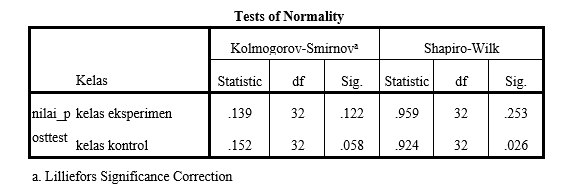 Tests of Normality
Kolmogorov-Smirnovª Shapiro-Wilk
Kelas Statistic df Sig. Statistic df Sig.
nilai_p kelas eksperimen .139 32 .122 .959 32 .253
osttest kelas kontrol .152 32 .058 .924 32 .026
a. Lilliefors Significance Correction